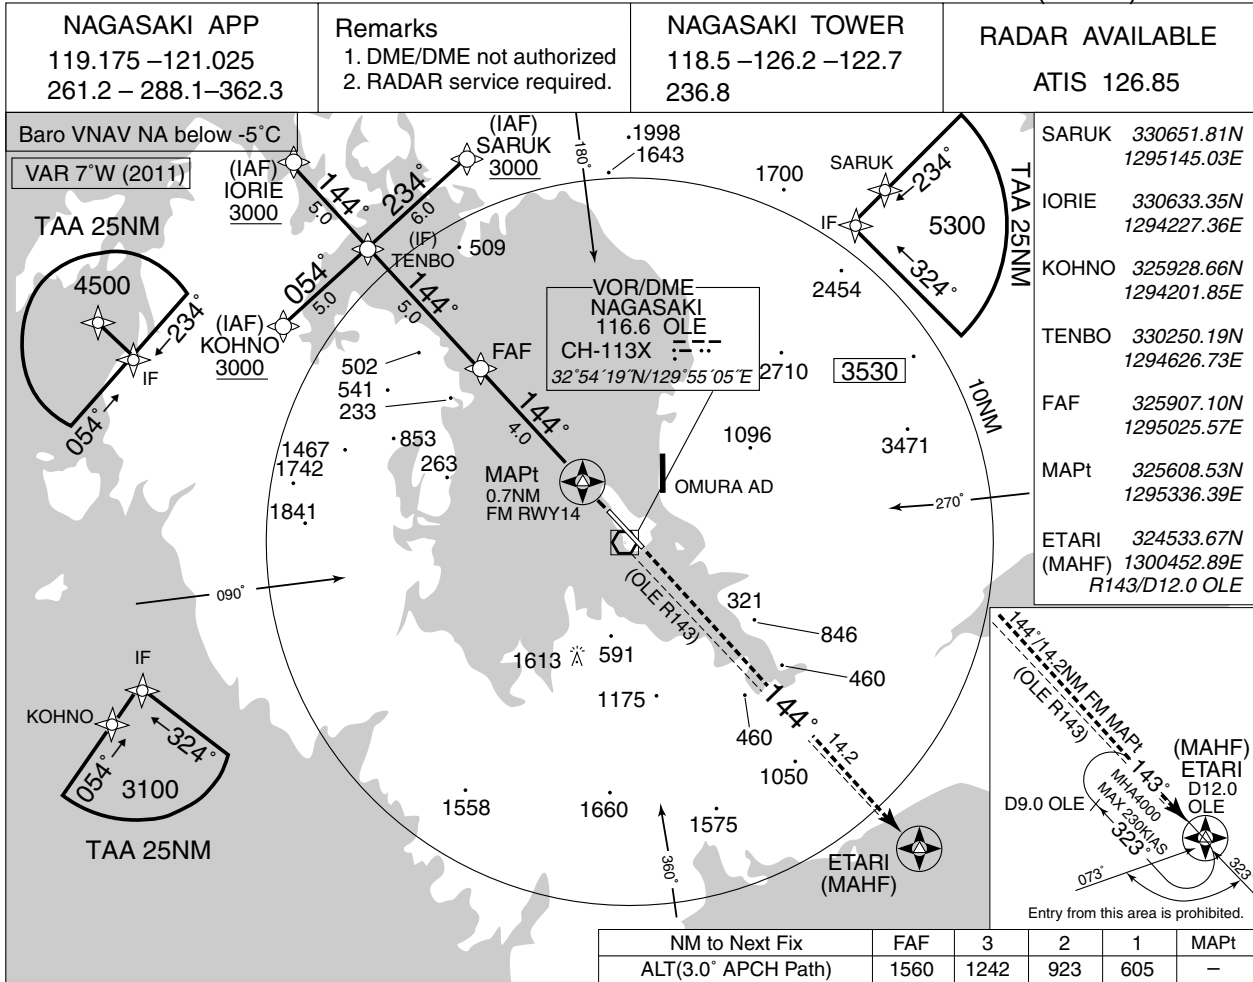 NAGASAKI APP
119.175 –121.025
261.2 – 288.1–362.3
Remarks
1. DME/DME not authorized
2. RADAR service required.
NAGASAKI TOWER
118.5 –126.2 –122.7
236.8
RADAR AVAILABLE
ATIS 126.85
Baro VNAV NA below -5˚C
VAR 7˚W (2011)
TAA 25NM
4500
234˚
054˚
IF
(IAF)
IORIE
3000
144˚
5.0
(IAF)
SARUK
3000
234˚
6.0
(IF)
TENBO
054˚
5.0
(IAF)
KOHNO
3000
144˚
5.0
FAF
144˚
4.0
MAPt
0.7NM
FM RWY14
180˚
1998
1643
1700
509
502
541
233
853
1467
1742
263
1841
VOR/DME
NAGASAKI
116.6 OLE
CH-113X
32˚54´19˝N/129˚55´05˝E
2454
2710
3530
1096
3471
10NM
OMURA AD
270˚
090˚
SARUK
234˚
IF
5300
324˚
TAA 25NM
SARUK 330651.81N
1295145.03E
IORIE 330633.35N
1294227.36E
KOHNO 325928.66N
1294201.85E
TENBO 330250.19N
1294626.73E
FAF 325907.10N
1295025.57E
MAPt 325608.53N
1295336.39E
ETARI 324533.67N
(MAHF) 1300452.89E
R143/D12.0 OLE
(OLE R143)
321
846
460
460
1613
591
1175
1050
1558
1660
1575
144˚
14.2
360˚
ETARI
(MAHF)
IF
KOHNO
054˚
324˚
3100
TAA 25NM
144˚/14.2NM FM MAPt
(OLE R143)
143˚
(MAHF)
ETARI
D12.0
OLE
D9.0 OLE
MHA4000
MAX 230KIAS
323˚
073˚
323˚
Entry from this area is prohibited.
NM to Next Fix FAF 3 2 1 MAPt
ALT(3.0˚ APCH Path) 1560 1242 923 605 –